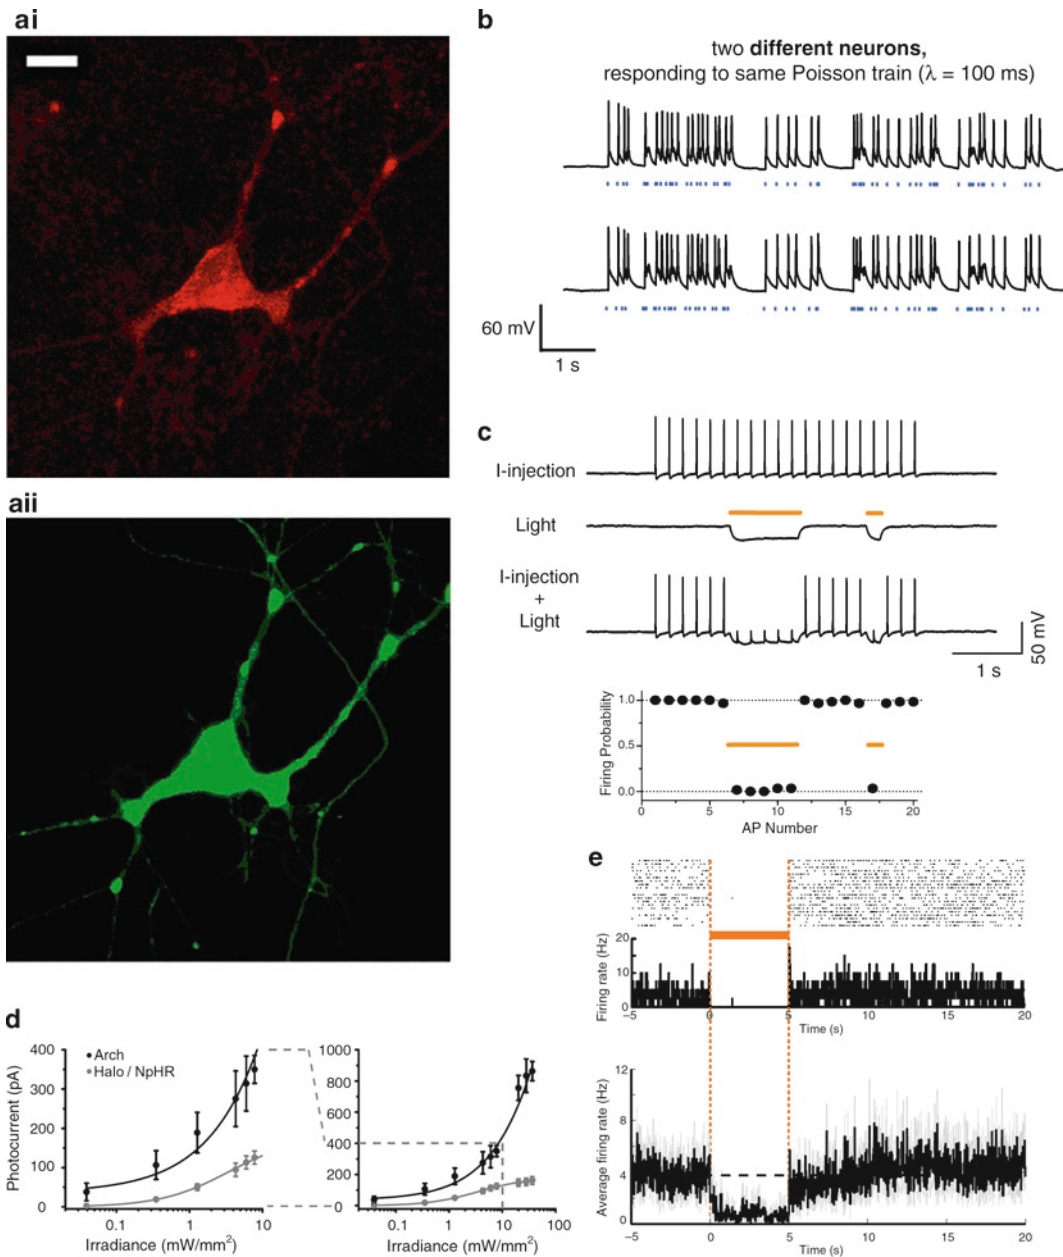 ai
aii
b
two different neurons,
responding to same Poisson train (λ = 100 ms)
60 mV
1 s
c
I-injection
Light
I-injection
+
Light
50 mV
1 s
Firing Probability
1.0
0.5
0.0
0 5 10 15 20
AP Number
d
Photocurrent (pA)
400
300
200
100
0
Arch
Halo / NpHR
0.1 1 10
Irradiance (mW/mm²)
1000
800
600
400
200
0
0.1 1 10 100
Irradiance (mW/mm²)
e
Firing rate (Hz)
20
10
0
−5 0 5 10 15 20
Time (s)
Average firing rate (Hz)
12
8
4
0
−5 0 5 10 15 20
Time (s)